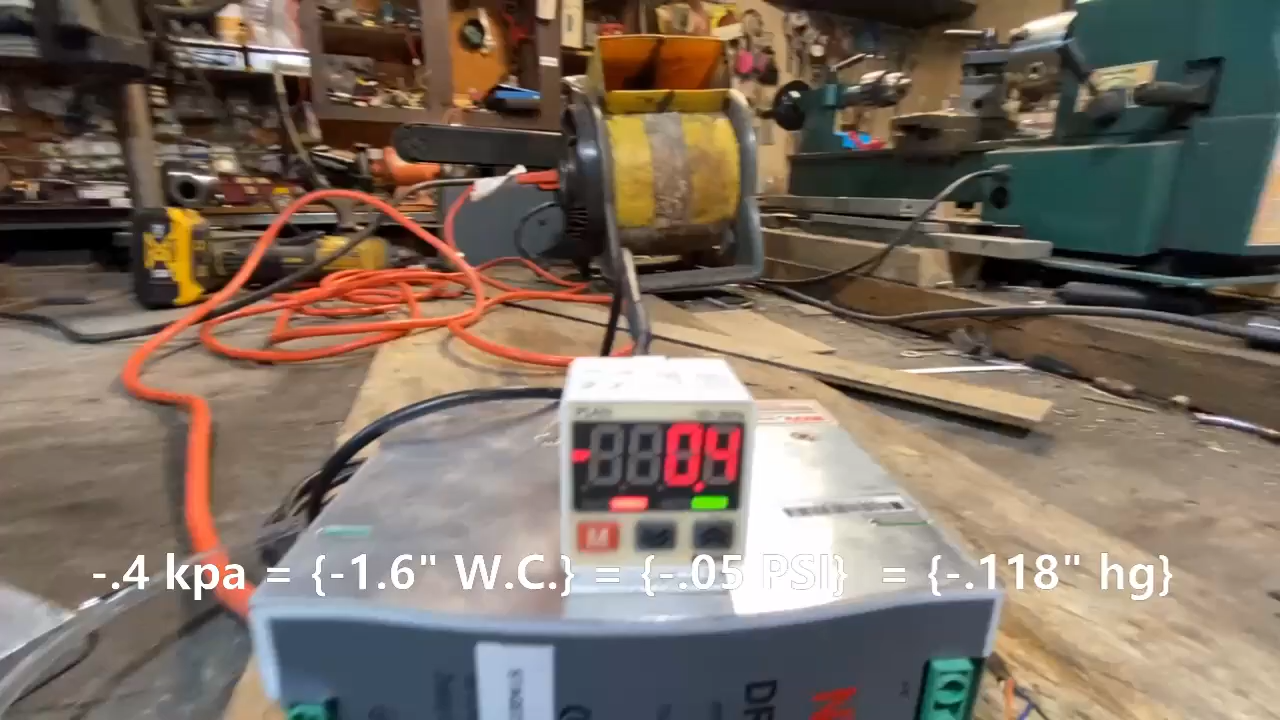 -0.4
M
-.4 kpa = {-1.6" W.C.} = {-.05 PSI} = {-.118" hg}
DR
N